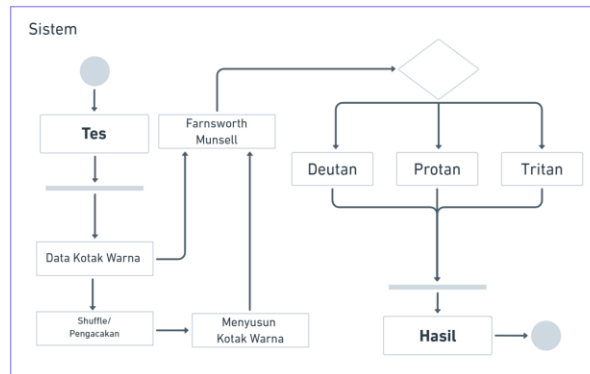 Sistem
Tes
Farnsworth
Munsell
Deutan
Protan
Tritan
Data Kotak Warna
Shuffle/
Pengacakan
Menyusun
Kotak Warna
Hasil